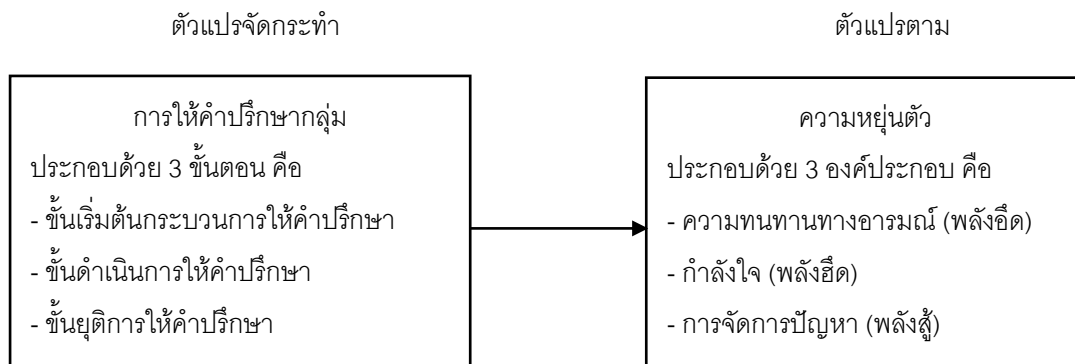 ตัวแปรจัดกระทำ
ตัวแปรตาม
การให้คำปรึกษากลุ่ม
ประกอบด้วย 3 ขั้นตอน คือ
- ขั้นเริ่มต้นกระบวนการให้คำปรึกษา
- ขั้นดำเนินการให้คำปรึกษา
- ขั้นยุติการให้คำปรึกษา
ความหยุ่นตัว
ประกอบด้วย 3 องค์ประกอบ คือ
- ความทนทานทางอารมณ์ (พลังอึด)
- กำลังใจ (พลังฮึด)
- การจัดการปัญหา (พลังสู้)